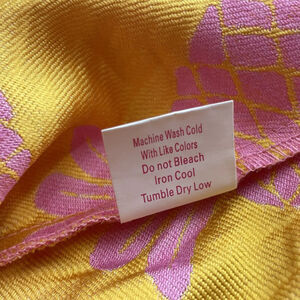 Machine Wash Cold
With Like Colors
Do not Bleach
Iron Cool
Tumble Dry Low